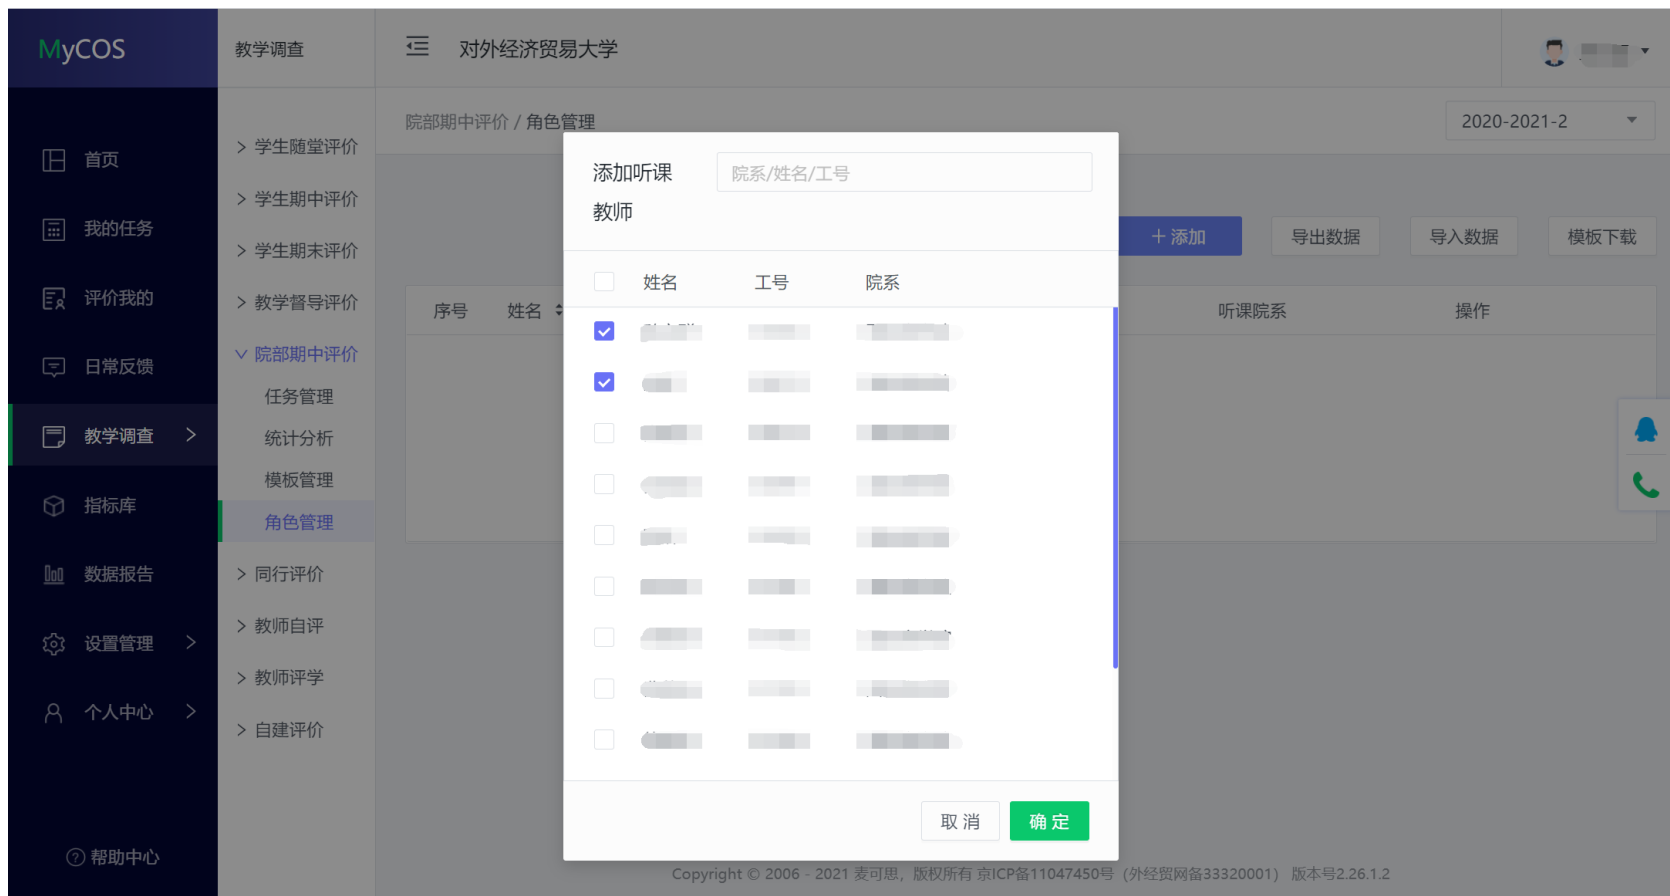 MyCOS
教学调查
对外经济贸易大学
院部期中评价 / 角色管理
2020-2021-2
首页
我的任务
评价我的
日常反馈
教学调查
指标库
数据报告
设置管理
个人中心
帮助中心
学生随堂评价
学生期中评价
学生期末评价
教学督导评价
院部期中评价
任务管理
统计分析
模板管理
角色管理
同行评价
教师自评
教师评学
自建评价
添加
导出数据
导入数据
模板下载
序号 姓名 听课院系 操作
添加听课
教师
院系/姓名/工号
姓名 工号 院系
取消 确定
Copyright © 2006 - 2021 麦可思，版权所有 京ICP备11047450号（外经贸网备33320001） 版本号2.26.1.2